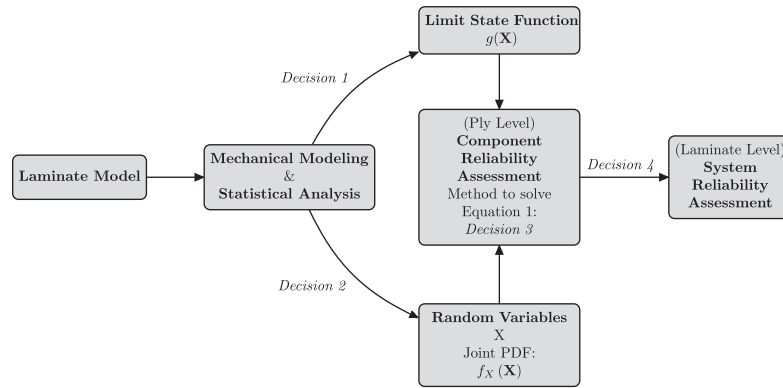 Limit State Function
g(X)
Decision 1
Laminate Model
Mechanical Modeling
&
Statistical Analysis
(Ply Level)
Component
Reliability
Assessment
Method to solve
Equation 1:
Decision 3
Decision 4
(Laminate Level)
System
Reliability
Assessment
Decision 2
Random Variables
X
Joint PDF:
f_X (X)